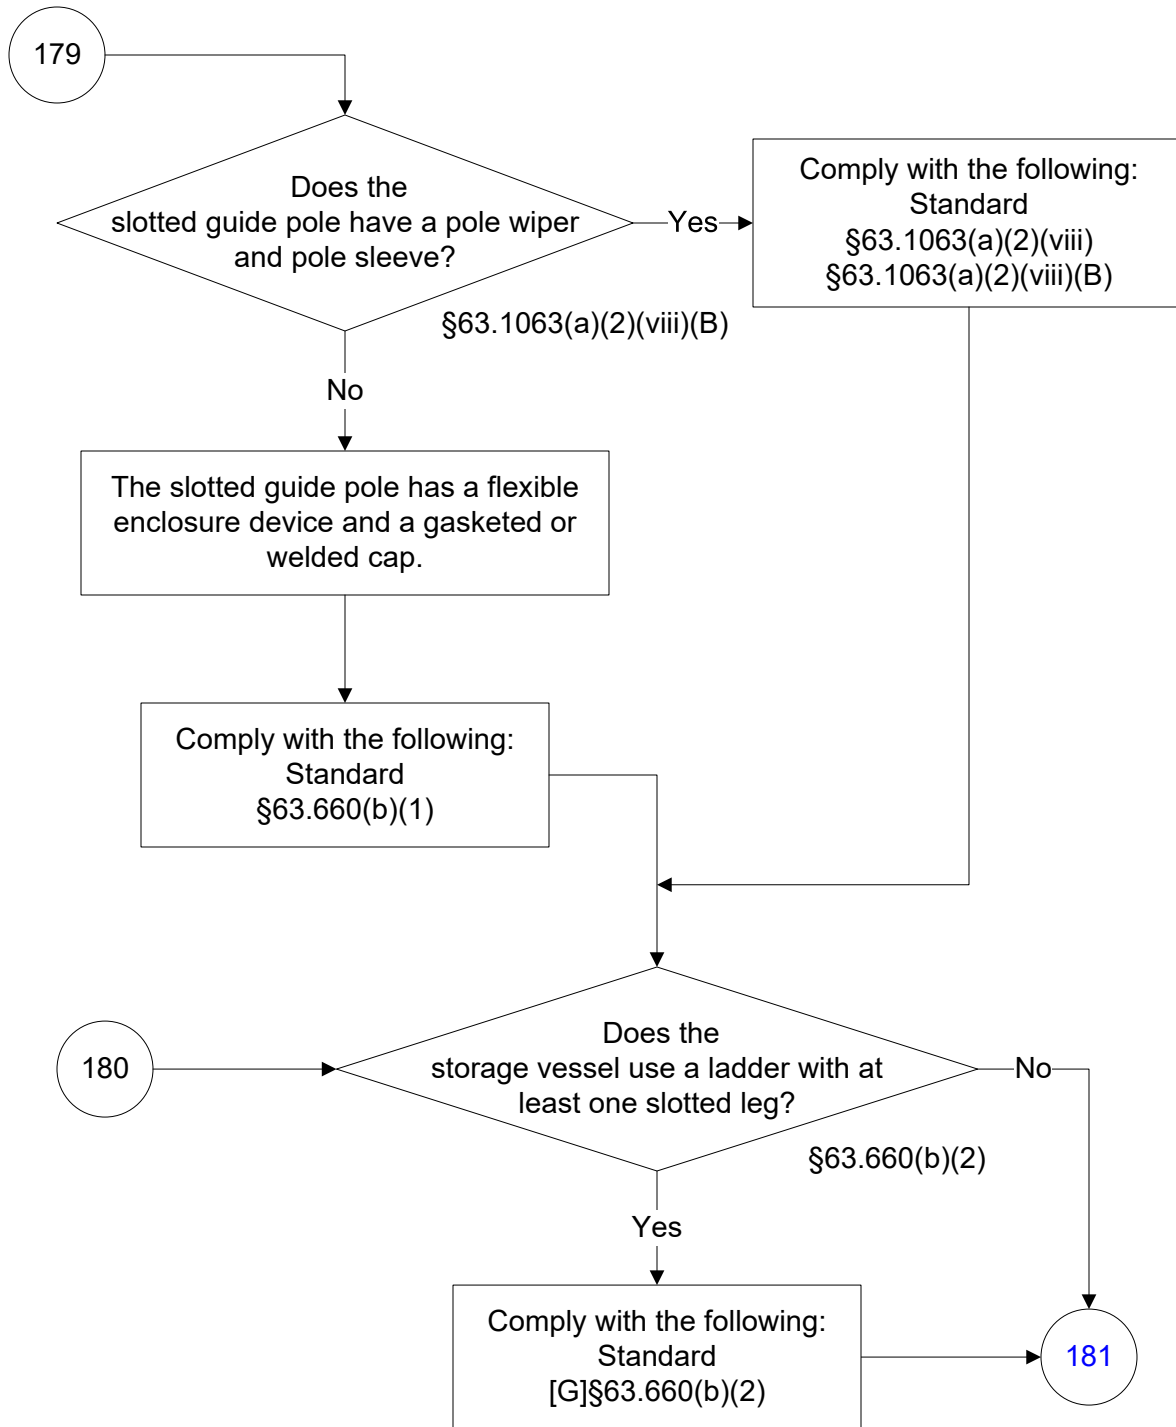 179
Does the
slotted guide pole have a pole wiper
and pole sleeve?
Yes
Comply with the following:
Standard
§63.1063(a)(2)(viii)
§63.1063(a)(2)(viii)(B)
§63.1063(a)(2)(viii)(B)
No
The slotted guide pole has a flexible
enclosure device and a gasketed or
welded cap.
Comply with the following:
Standard
§63.660(b)(1)
180
Does the
storage vessel use a ladder with at
least one slotted leg?
No
§63.660(b)(2)
Yes
Comply with the following:
Standard
[G]§63.660(b)(2)
181